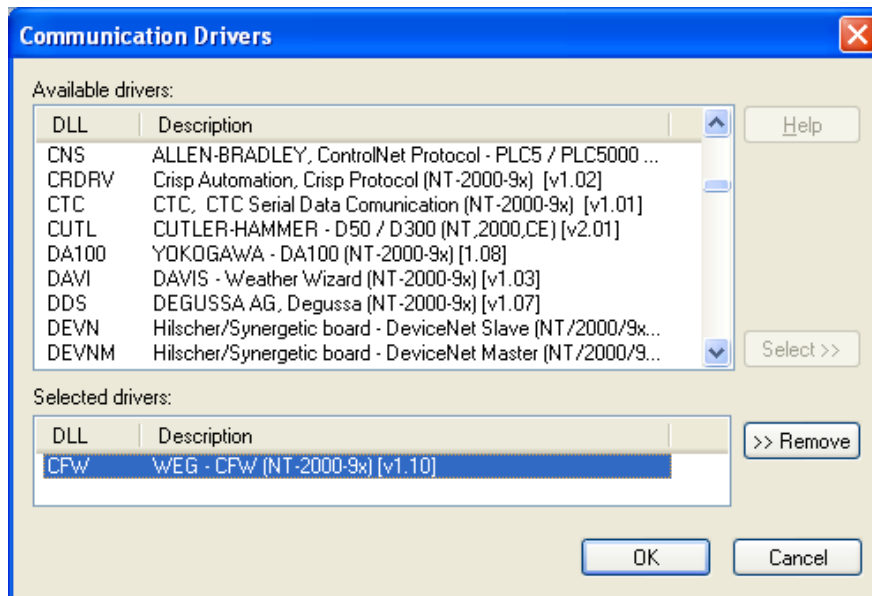 Communication Drivers
Available drivers:
DLL Description
Help
CNS ALLEN-BRADLEY, ControlNet Protocol - PLC5 / PLC5000 ...
CRDRV Crisp Automation, Crisp Protocol (NT-2000-9x) [v1.02]
CTC CTC, CTC Serial Data Comunication (NT-2000-9x) [v1.01]
CUTL CUTLER-HAMMER - D50 / D300 (NT,2000,CE) [v2.01]
DA100 YOKOGAWA - DA100 (NT-2000-9x) [1.08]
DAVI DAVIS - Weather Wizard (NT-2000-9x) [v1.03]
DDS DEGUSSA AG, Degussa (NT-2000-9x) [v1.07]
DEVN Hilscher/Synergetic board - DeviceNet Slave (NT/2000/9x...
DEVNM Hilscher/Synergetic board - DeviceNet Master (NT/2000/9...
Select >>
Selected drivers:
DLL Description
>> Remove
CFW WEG - CFW (NT-2000-9x) [v1.10]
OK Cancel